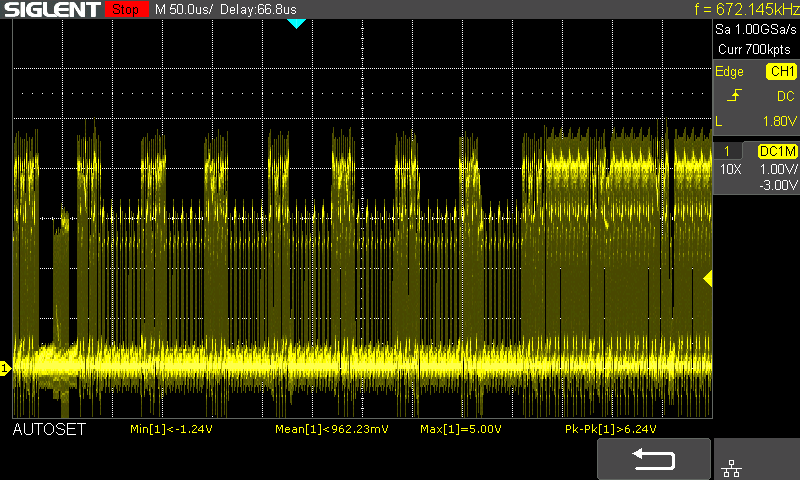 SIGLENT Stop M 50.0us/ Delay:66.8us f = 672.145kHz
Sa 1.00GSa/s
Curr 700kpts
Edge CH1
DC
L 1.80V
1 DC1M
10X 1.00V/
-3.00V
1
AUTOSET Min[1]<-1.24V Mean[1]<962.23mV Max[1]=5.00V Pk-Pk[1]>6.24V